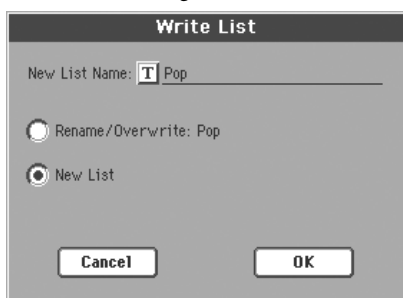 Write List
New List Name: T Pop
Rename/Overwrite: Pop
New List
Cancel OK